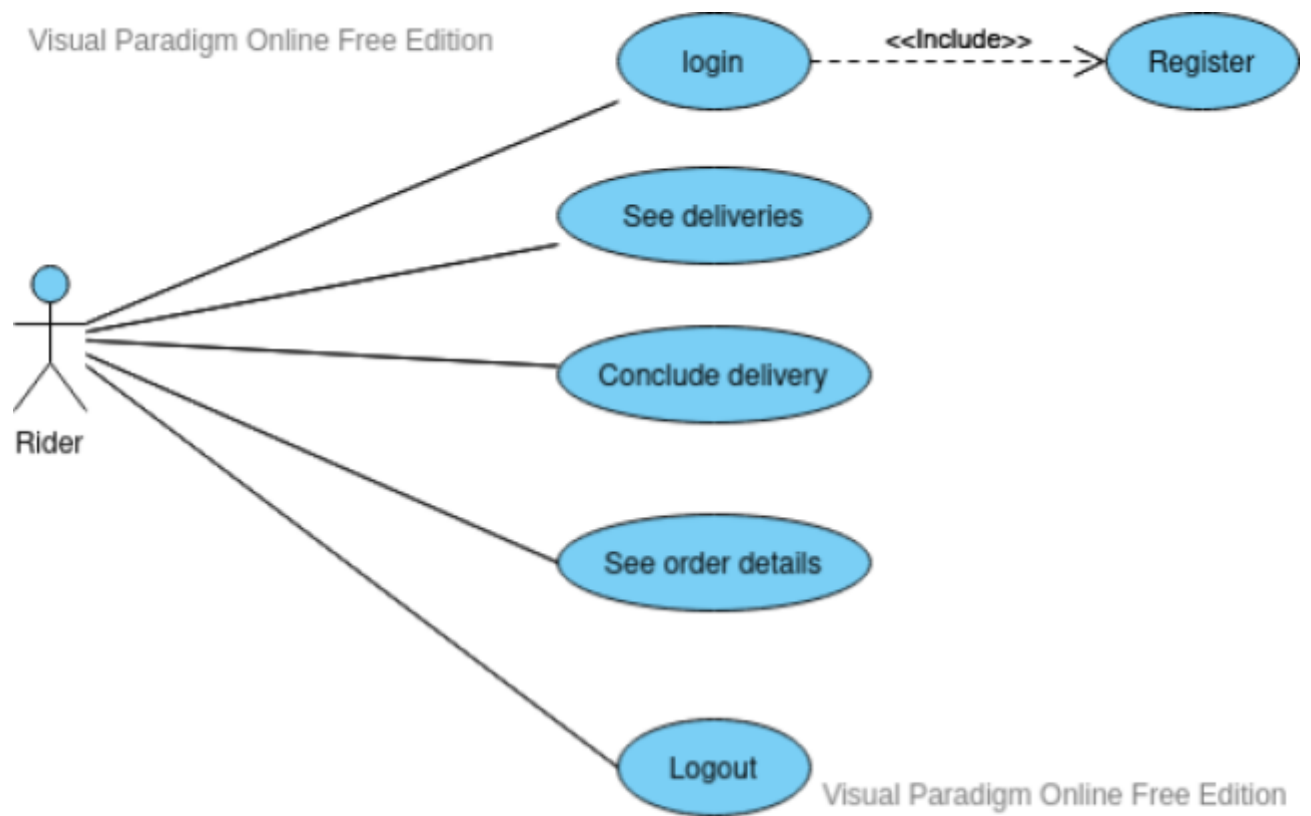 Visual Paradigm Online Free Edition
login
<<Include>>
Register
See deliveries
Conclude delivery
Rider
See order details
Logout
Visual Paradigm Online Free Edition